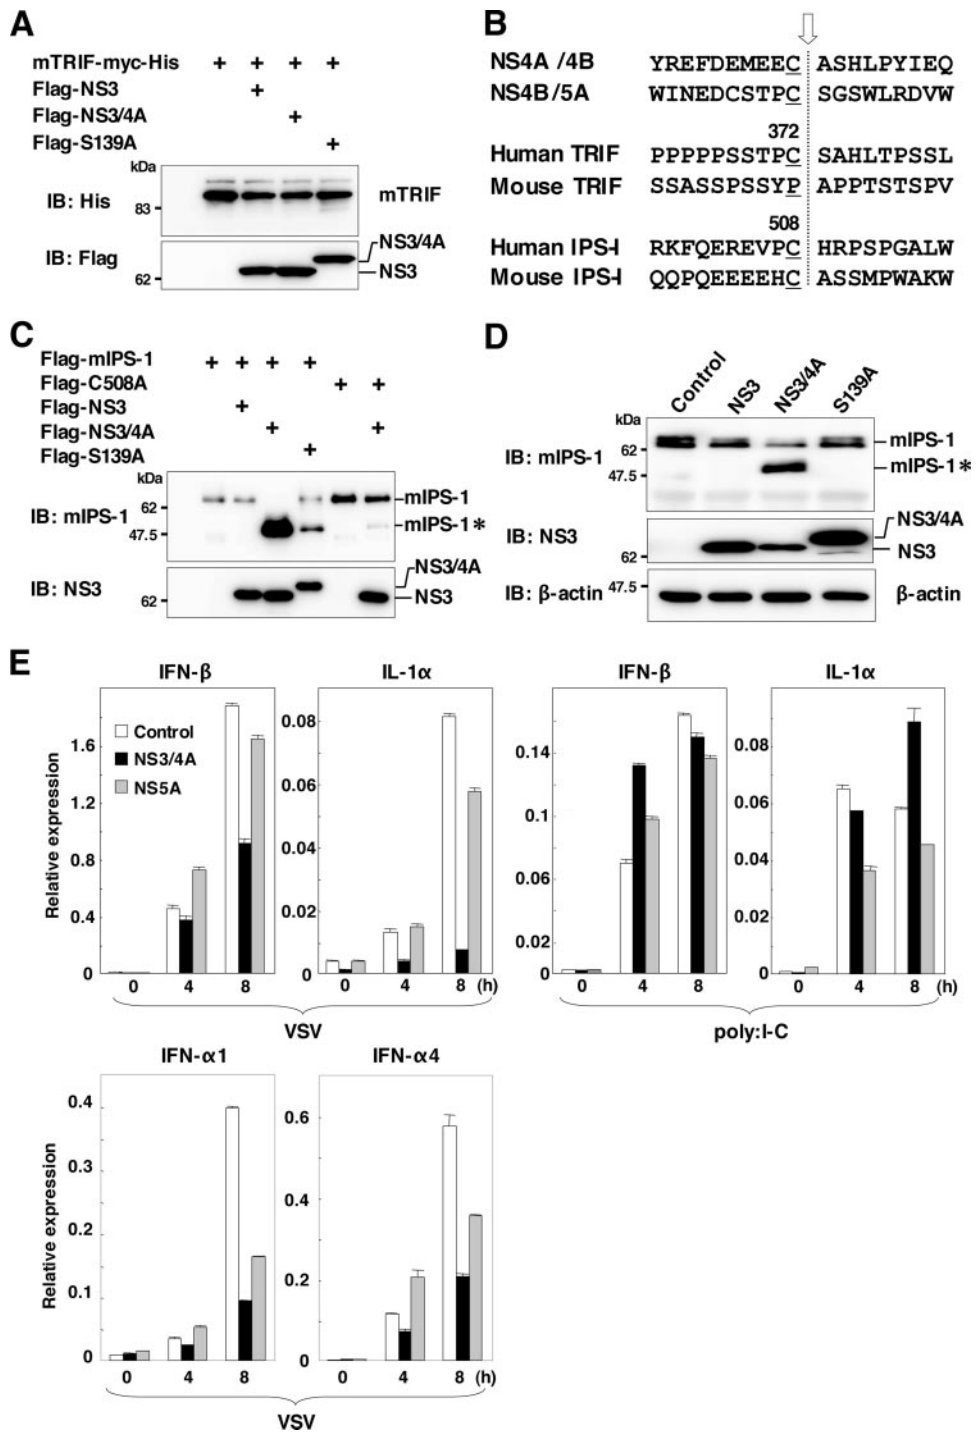 A
mTRIF-myc-His + + + +
Flag-NS3 +
Flag-NS3/4A +
Flag-S139A +
kDa
IB: His
83
mTRIF
IB: Flag
62
NS3/4A
NS3
B
NS4A /4B YREFDEMEEC ASHLPYIEQ
NS4B/5A WINEDCSTPC SGSWLRDVW
372
Human TRIF PPPPPSSTPC SAHLTPSSL
Mouse TRIF SSASSPSSYP APPTSTSPV
508
Human IPS-I RKFQEREVPC HRPSPGALW
Mouse IPS-I QQPQEEEEHC ASSMPWAKW
C
Flag-mIPS-1 + + + +
Flag-C508A + +
Flag-NS3 +
Flag-NS3/4A + +
Flag-S139A +
kDa
IB: mIPS-1
62
47.5
mIPS-1
mIPS-1*
IB: NS3
62
NS3/4A
NS3
D
Control NS3 NS3/4A S139A
kDa
IB: mIPS-1
62
47.5
mIPS-1
mIPS-1*
IB: NS3
62
NS3/4A
NS3
IB: β-actin
47.5
β-actin
E
IFN-β
Relative expression
1.6
1.2
0.8
0.4
0
Control
NS3/4A
NS5A
0 4 8
IL-1α
0.08
0.06
0.04
0.02
0
0 4 8 (h)
VSV
IFN-β
0.14
0.1
0.06
0.02
0
0 4 8
IL-1α
0.08
0.06
0.04
0.02
0
0 4 8 (h)
poly:I-C
IFN-α1
Relative expression
0.4
0.3
0.2
0.1
0
0 4 8
IFN-α4
0.6
0.4
0.2
0
0 4 8 (h)
VSV